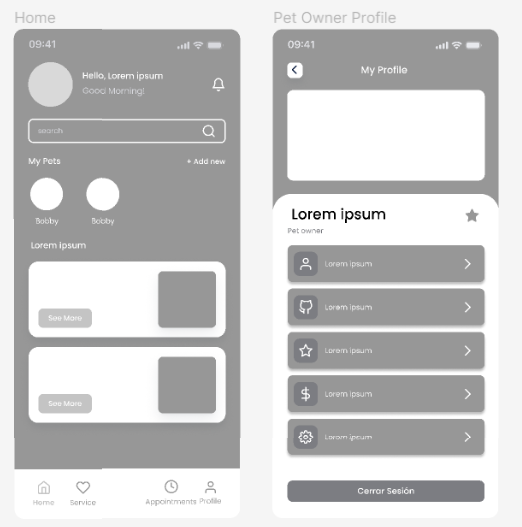 Home
09:41
Hello, Lorem ipsum
Good Morning!
search
My Pets
+ Add new
Bobby
Bobby
Lorem ipsum
See More
See More
Home
Service
Appointments
Profile
Pet Owner Profile
09:41
My Profile
Lorem ipsum
Pet owner
Lorem ipsum
Lorem ipsum
Lorem ipsum
Lorem ipsum
Lorem ipsum
Cerrar Sesión